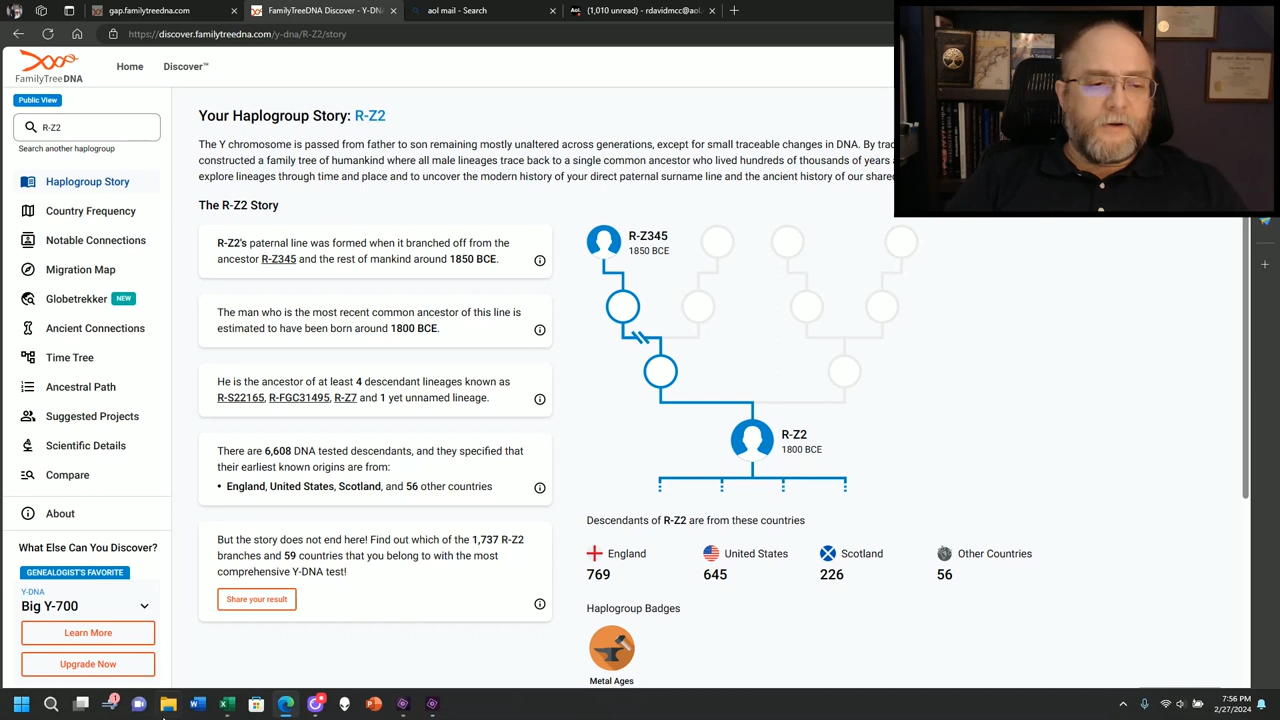 gap.familytreedna.com
FamilyTreeDNA Discover - Y-DNA
aol mail - Search
Aol.
(1,010 unread) - rdavidmcc@aol.
https://discover.familytreedna.com/y-dna/R-Z2/story
FamilyTreeDNA
Home
Discover™
Public View
R-Z2
Search another haplogroup
Haplogroup Story
Country Frequency
Notable Connections
Migration Map
Globetrekker
NEW
Ancient Connections
Time Tree
Ancestral Path
Suggested Projects
Scientific Details
Compare
About
What Else Can You Discover?
GENEALOGIST'S FAVORITE
Y-DNA
Big Y-700
Learn More
Upgrade Now
Your Haplogroup Story: R-Z2
The Y chromosome is passed from father to son remaining mostly unaltered across generations, except for small traceable changes in DNA. By trac
constructed a family tree of humankind where all male lineages trace back to a single common ancestor who lived hundreds of thousands of years
explore lineages through time and place and to uncover the modern history of your direct paternal surname line and the ancient history of our share
The R-Z2 Story
R-Z2's paternal line was formed when it branched off from the
ancestor R-Z345 and the rest of mankind around 1850 BCE.
The man who is the most recent common ancestor of this line is
estimated to have been born around 1800 BCE.
He is the ancestor of at least 4 descendant lineages known as
R-S22165, R-FGC31495, R-Z7 and 1 yet unnamed lineage.
There are 6,608 DNA tested descendants, and they specified that
their earliest known origins are from:
• England, United States, Scotland, and 56 other countries
But the story does not end here! Find out which of the 1,737 R-Z2
branches and 59 countries that you belong to with the most
comprehensive Y-DNA test!
Share your result
R-Z345
1850 BCE
R-Z2
1800 BCE
Descendants of R-Z2 are from these countries
England
United States
Scotland
Other Countries
769
645
226
56
Haplogroup Badges
Metal Ages
7:56 PM
2/27/2024